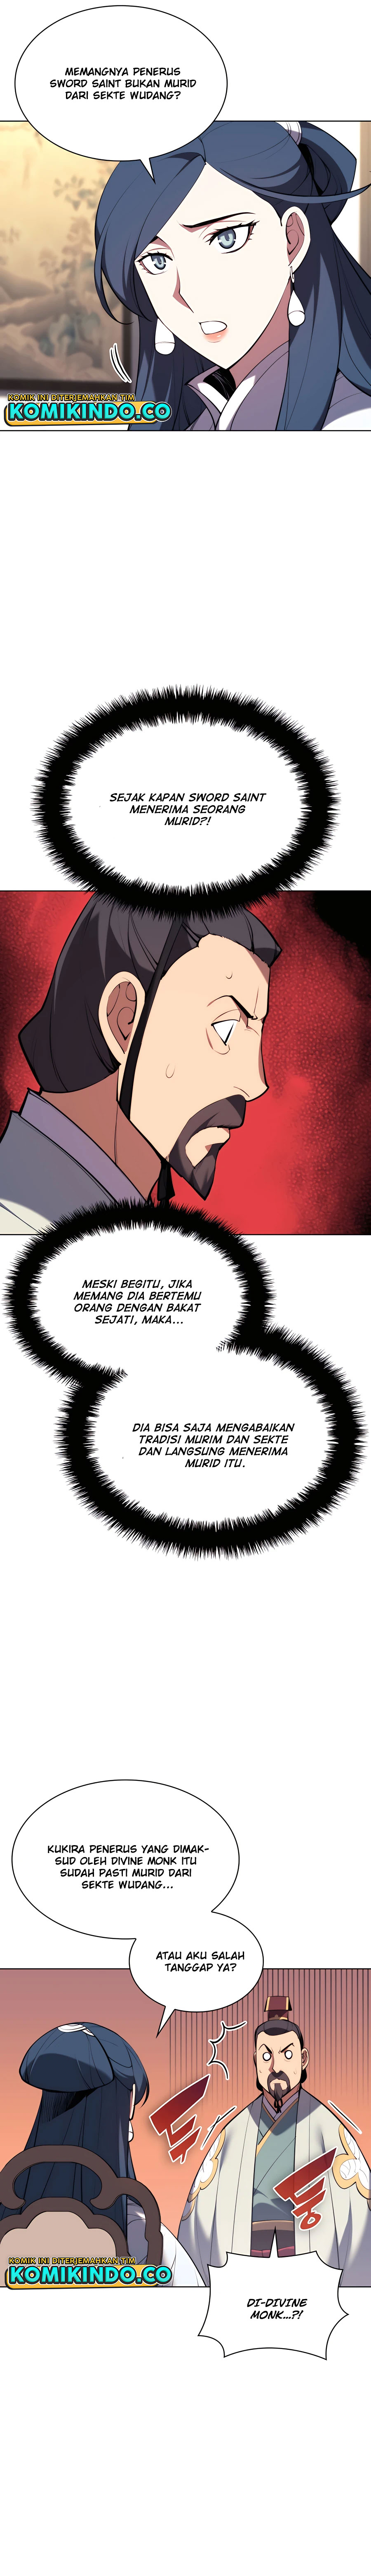 MEMANGNYA PENERUS
SWORD SAINT BUKAN MURID
DARI SEKTE WUDANG?
KOMIK INI DITERJEMAHKAN TIM
KOMIKINDO.CO
SEJAK KAPAN SWORD SAINT
MENERIMA SEORANG
MURID?!
MESKI BEGITU, JIKA
MEMANG DIA BERTEMU
ORANG DENGAN BAKAT
SEJATI, MAKA...
DIA BISA SAJA MENGABAIKAN
TRADISI MURIM DAN SEKTE
DAN LANGSUNG MENERIMA
MURID ITU.
KUKIRA PENERUS YANG DIMAK-
SUD OLEH DIVINE MONK ITU
SUDAH PASTI MURID DARI
SEKTE WUDANG...
ATAU AKU SALAH
TANGGAP YA?
두
둥
KOMIK INI DITERJEMAHKAN TIM
KOMIKINDO.CO
DI-DIVINE
MONK...?!